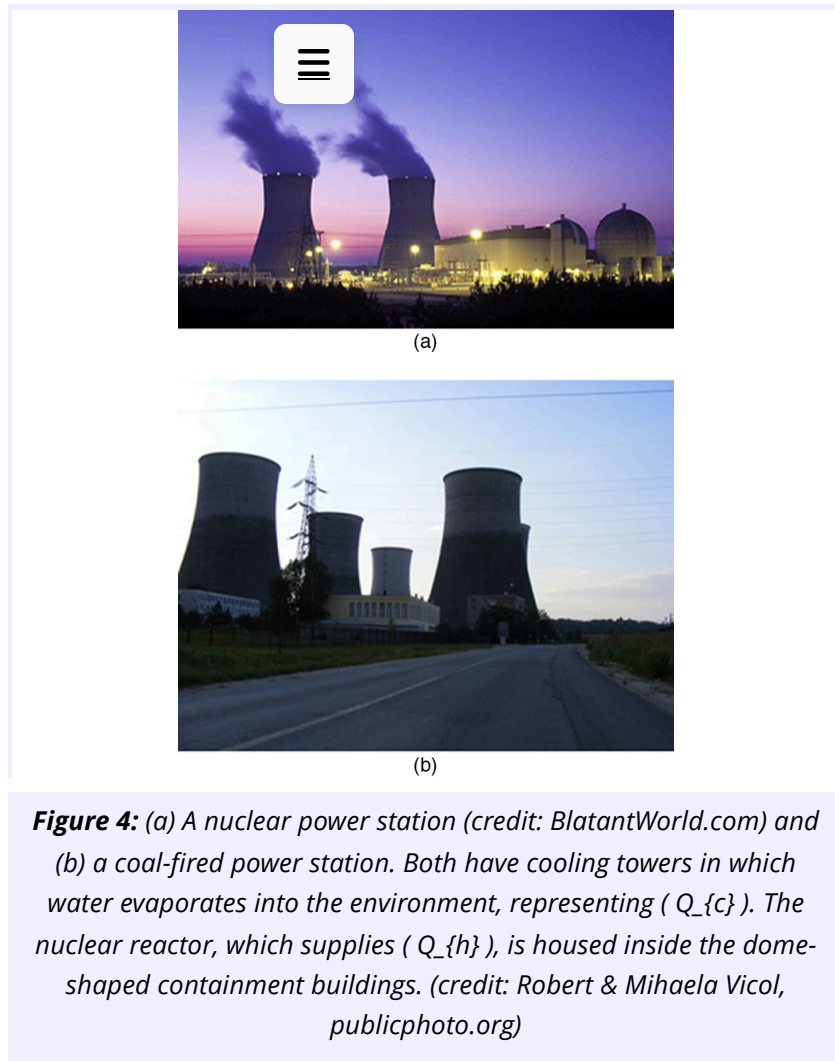 (a)
(b)
Figure 4: (a) A nuclear power station (credit: BlatantWorld.com) and
(b) a coal-fired power station. Both have cooling towers in which
water evaporates into the environment, representing ( Q_{c} ). The
nuclear reactor, which supplies ( Q_{h} ), is housed inside the dome-
shaped containment buildings. (credit: Robert & Mihaela Vicol,
publicphoto.org)